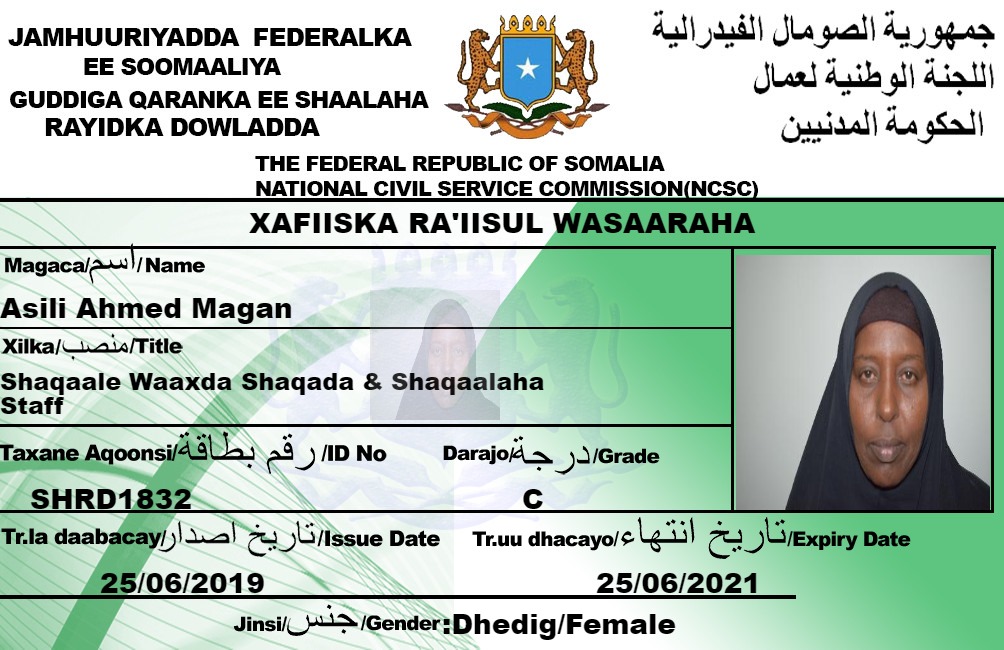 JAMHUURIYADDA FEDERALKA
EE SOOMAALIYA
GUDDIGA QARANKA EE SHAALAHA
RAYIDKA DOWLADDA
جمهورية الصومال الفيدرالية
اللجنة الوطنية لعمال
الحكومة المدنيين
THE FEDERAL REPUBLIC OF SOMALIA
NATIONAL CIVIL SERVICE COMMISSION(NCSC)
XAFIISKA RA'IISUL WASAARAHA
Magaca/اسم/Name
Asili Ahmed Magan
Xilka/منصب/Title
Shaqaale Waaxda Shaqada & Shaqaalaha
Staff
Taxane Aqoonsi/رقم بطاقة/ID No Darajo/درجة/Grade
SHRD1832 C
Tr.la daabacay/تاريخ اصدار/Issue Date Tr.uu dhacayo/تاريخ انتهاء/Expiry Date
25/06/2019 25/06/2021
Jinsi/جنس/Gender:Dhedig/Female